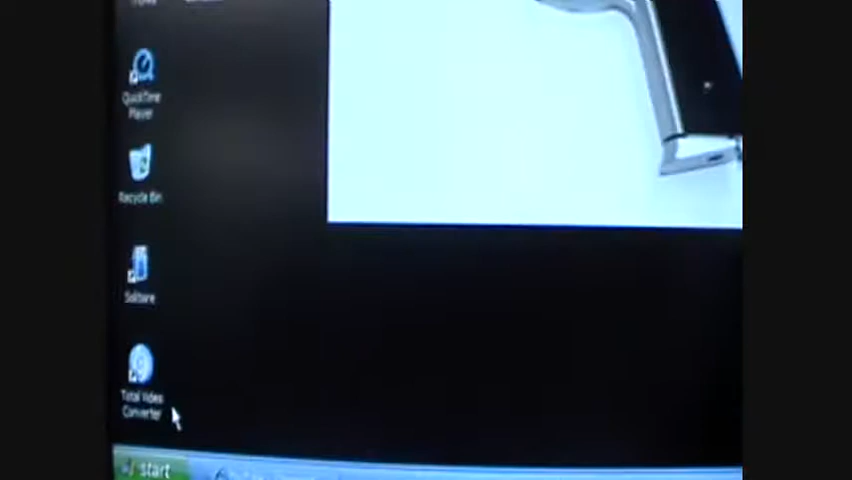 QuickTime
Player
Recycle Bin
Solitaire
Total Video
Converter
start